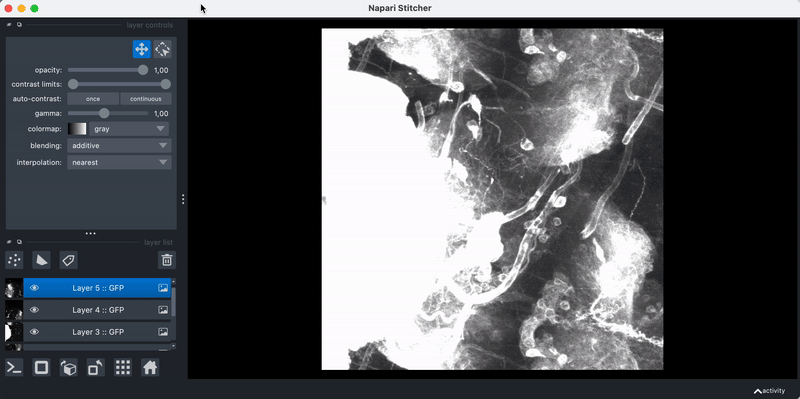 Napari Stitcher
layer controls
opacity: 1,00
contrast limits:
auto-contrast: once continuous
gamma: 1,00
colormap: gray
blending: additive
interpolation: nearest
layer list
Layer 5 :: GFP
Layer 4 :: GFP
Layer 3 :: GFP
activity